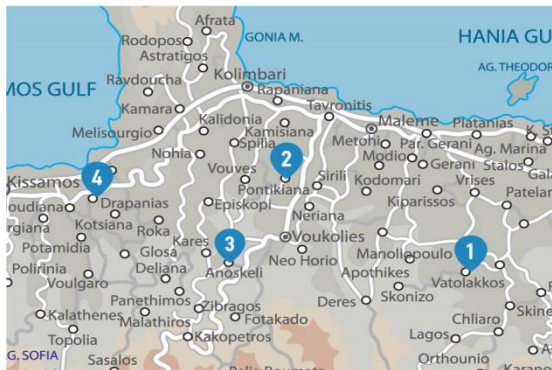 Afrata
Rodopos
GONIA M.
HANIA GU
Astratigos
MOS GULF
Ravdoucha
Kolimbari
AG. THEODOR
Rapaniana
Kamara
Tavronitis
Melisourgio
Kalidonia
Kamisiana
Maleme
Platanias
Spilia
Metohi
Par. Gerani
Ag. Marina
Nohia
2
Modio
Gerani
Stalos
Gala
4
Vouves
Sirili
Kissamos
Pontikiana
Kodomari
Vrises
oudiana
Drapanias
Episkopi
Kiparissos
Patelar
rgiana
Kotsiana
Roka
Neriana
Potamidia
3
Voukolies
1
Kares
Glosa
Neo Horio
Manoliopoulo
Polirinia
Deliana
Anoskeli
Apothikes
Vatolakkos
Voulgaro
Skonizo
Panethimos
Zibragos
Deres
Kalathenes
Malathiros
Fotakado
Chliaro
Skine
Topolia
Kakopetros
Lagos
G. SOFIA
Sasalos
Orthounio